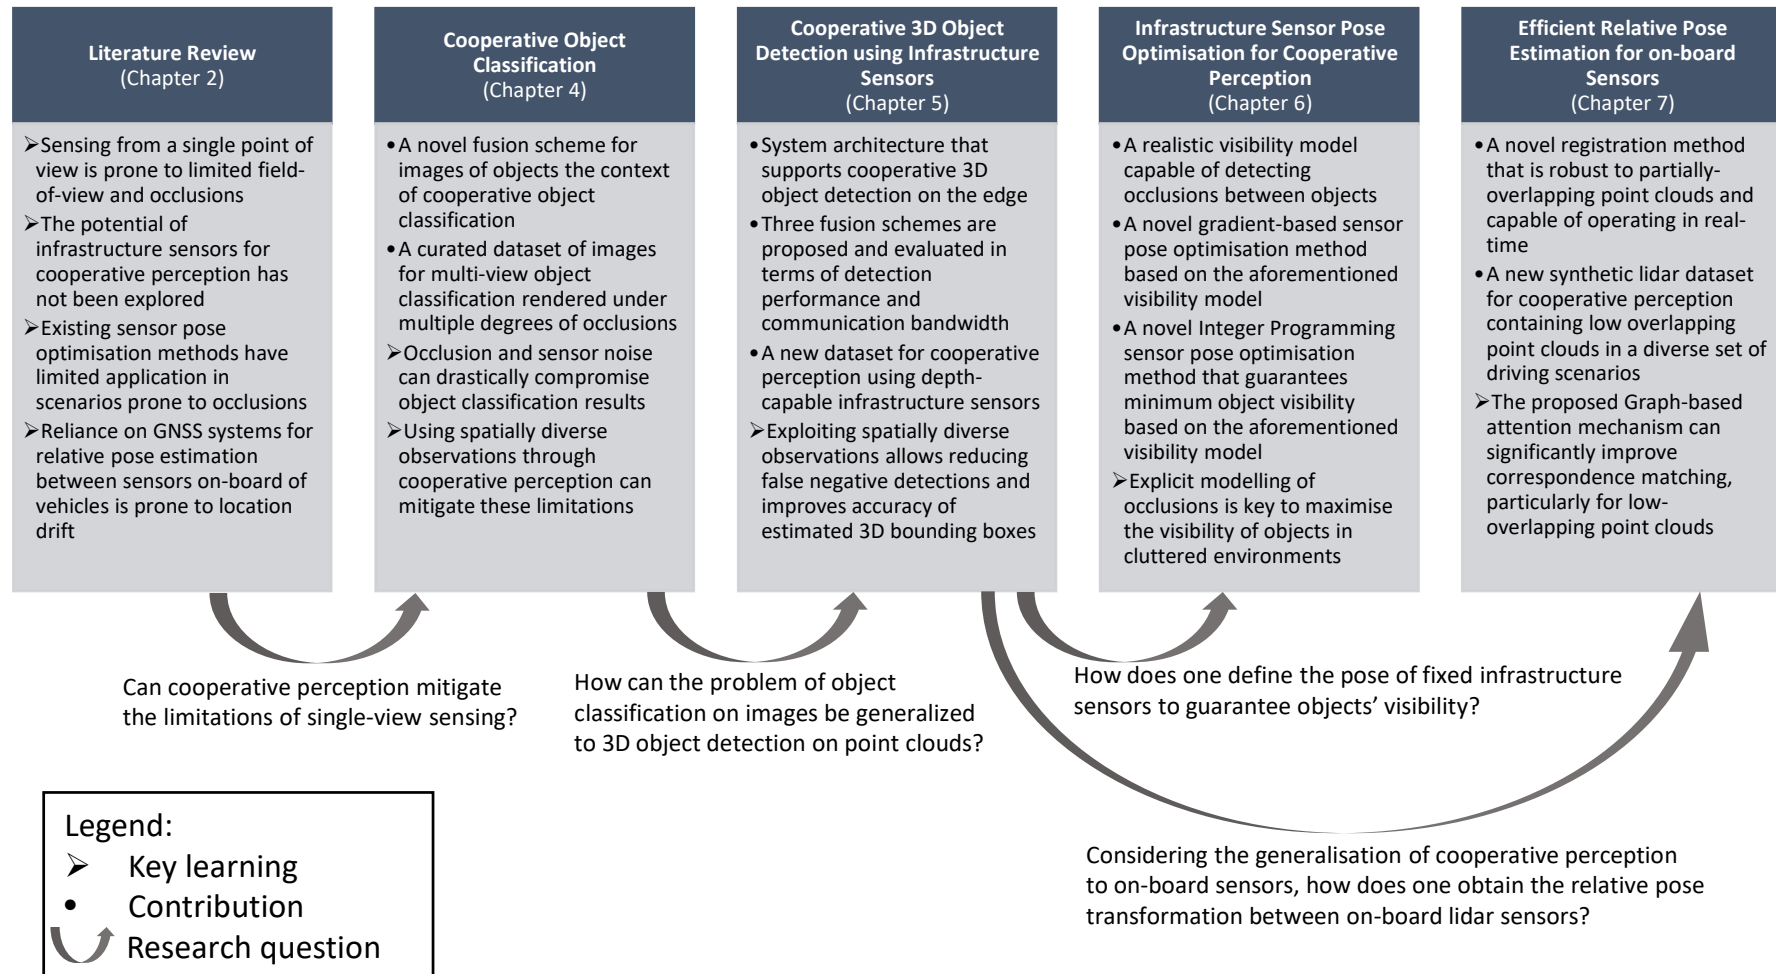 Literature Review
(Chapter 2)
➢Sensing from a single point of
view is prone to limited field-
of-view and occlusions
➢The potential of
infrastructure sensors for
cooperative perception has
not been explored
➢Existing sensor pose
optimisation methods have
limited application in
scenarios prone to occlusions
➢Reliance on GNSS systems for
relative pose estimation
between sensors on-board of
vehicles is prone to location
drift
Cooperative Object
Classification
(Chapter 4)
•A novel fusion scheme for
images of objects the context
of cooperative object
classification
•A curated dataset of images
for multi-view object
classification rendered under
multiple degrees of occlusions
➢Occlusion and sensor noise
can drastically compromise
object classification results
➢Using spatially diverse
observations through
cooperative perception can
mitigate these limitations
Cooperative 3D Object
Detection using Infrastructure
Sensors
(Chapter 5)
•System architecture that
supports cooperative 3D
object detection on the edge
•Three fusion schemes are
proposed and evaluated in
terms of detection
performance and
communication bandwidth
•A new dataset for cooperative
perception using depth-
capable infrastructure sensors
➢Exploiting spatially diverse
observations allows reducing
false negative detections and
improves accuracy of
estimated 3D bounding boxes
Infrastructure Sensor Pose
Optimisation for Cooperative
Perception
(Chapter 6)
•A realistic visibility model
capable of detecting
occlusions between objects
•A novel gradient-based sensor
pose optimisation method
based on the aforementioned
visibility model
•A novel Integer Programming
sensor pose optimisation
method that guarantees
minimum object visibility
based on the aforementioned
visibility model
➢Explicit modelling of
occlusions is key to maximise
the visibility of objects in
cluttered environments
Efficient Relative Pose
Estimation for on-board
Sensors
(Chapter 7)
•A novel registration method
that is robust to partially-
overlapping point clouds and
capable of operating in real-
time
•A new synthetic lidar dataset
for cooperative perception
containing low overlapping
point clouds in a diverse set of
driving scenarios
➢The proposed Graph-based
attention mechanism can
significantly improve
correspondence matching,
particularly for low-
overlapping point clouds
Can cooperative perception mitigate
the limitations of single-view sensing?
How can the problem of object
classification on images be generalized
to 3D object detection on point clouds?
How does one define the pose of fixed infrastructure
sensors to guarantee objects' visibility?
Considering the generalisation of cooperative perception
to on-board sensors, how does one obtain the relative pose
transformation between on-board lidar sensors?
Legend:
➢ Key learning
• Contribution
Research question